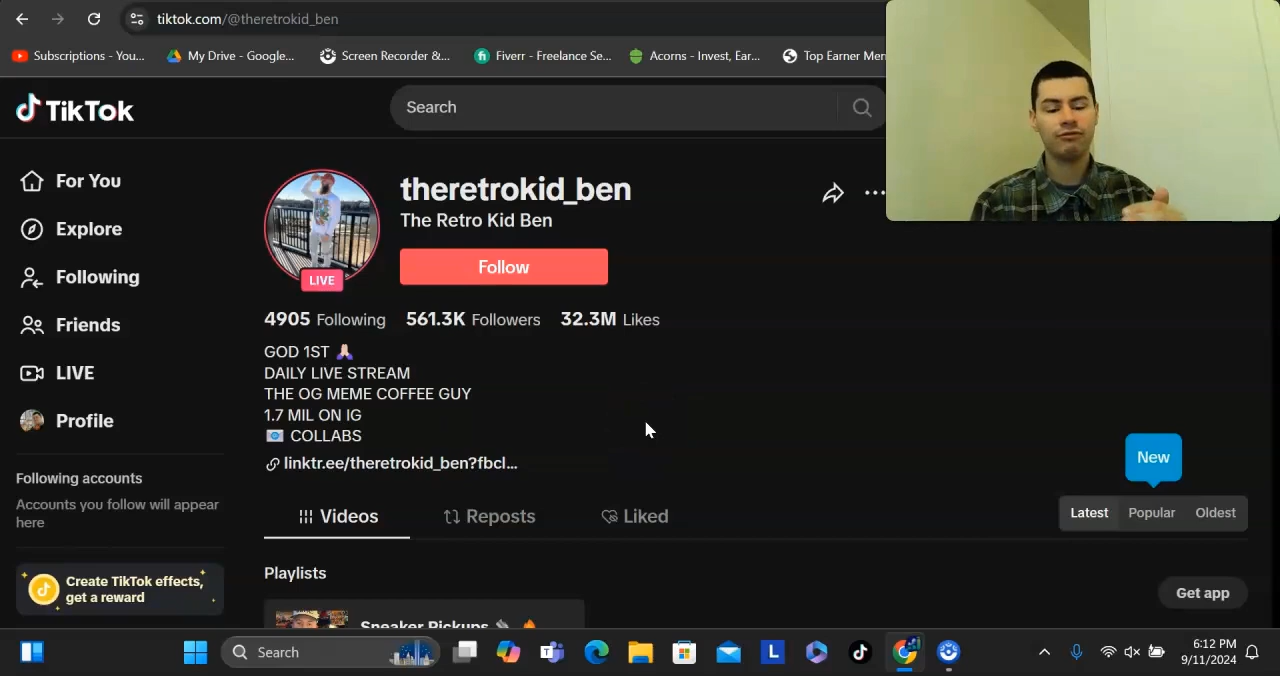 tiktok.com/@theretrokid_ben
Subscriptions - You...
My Drive - Google...
Screen Recorder &...
Fiverr - Freelance Se...
Acorns - Invest, Ear...
Top Earner Men
TikTok
Search
For You
Explore
Following
Friends
LIVE
Profile
Following accounts
Accounts you follow will appear
here
Create TikTok effects,
get a reward
theretrokid_ben
The Retro Kid Ben
Follow
LIVE
4905 Following 561.3K Followers 32.3M Likes
GOD 1ST 🙏🏻
DAILY LIVE STREAM
THE OG MEME COFFEE GUY
1.7 MIL ON IG
📧 COLLABS
linktr.ee/theretrokid_ben?fbcl...
Videos Reposts Liked
New
Latest Popular Oldest
Playlists
Sneaker Pickups
Get app
Search
L
6:12 PM
9/11/2024